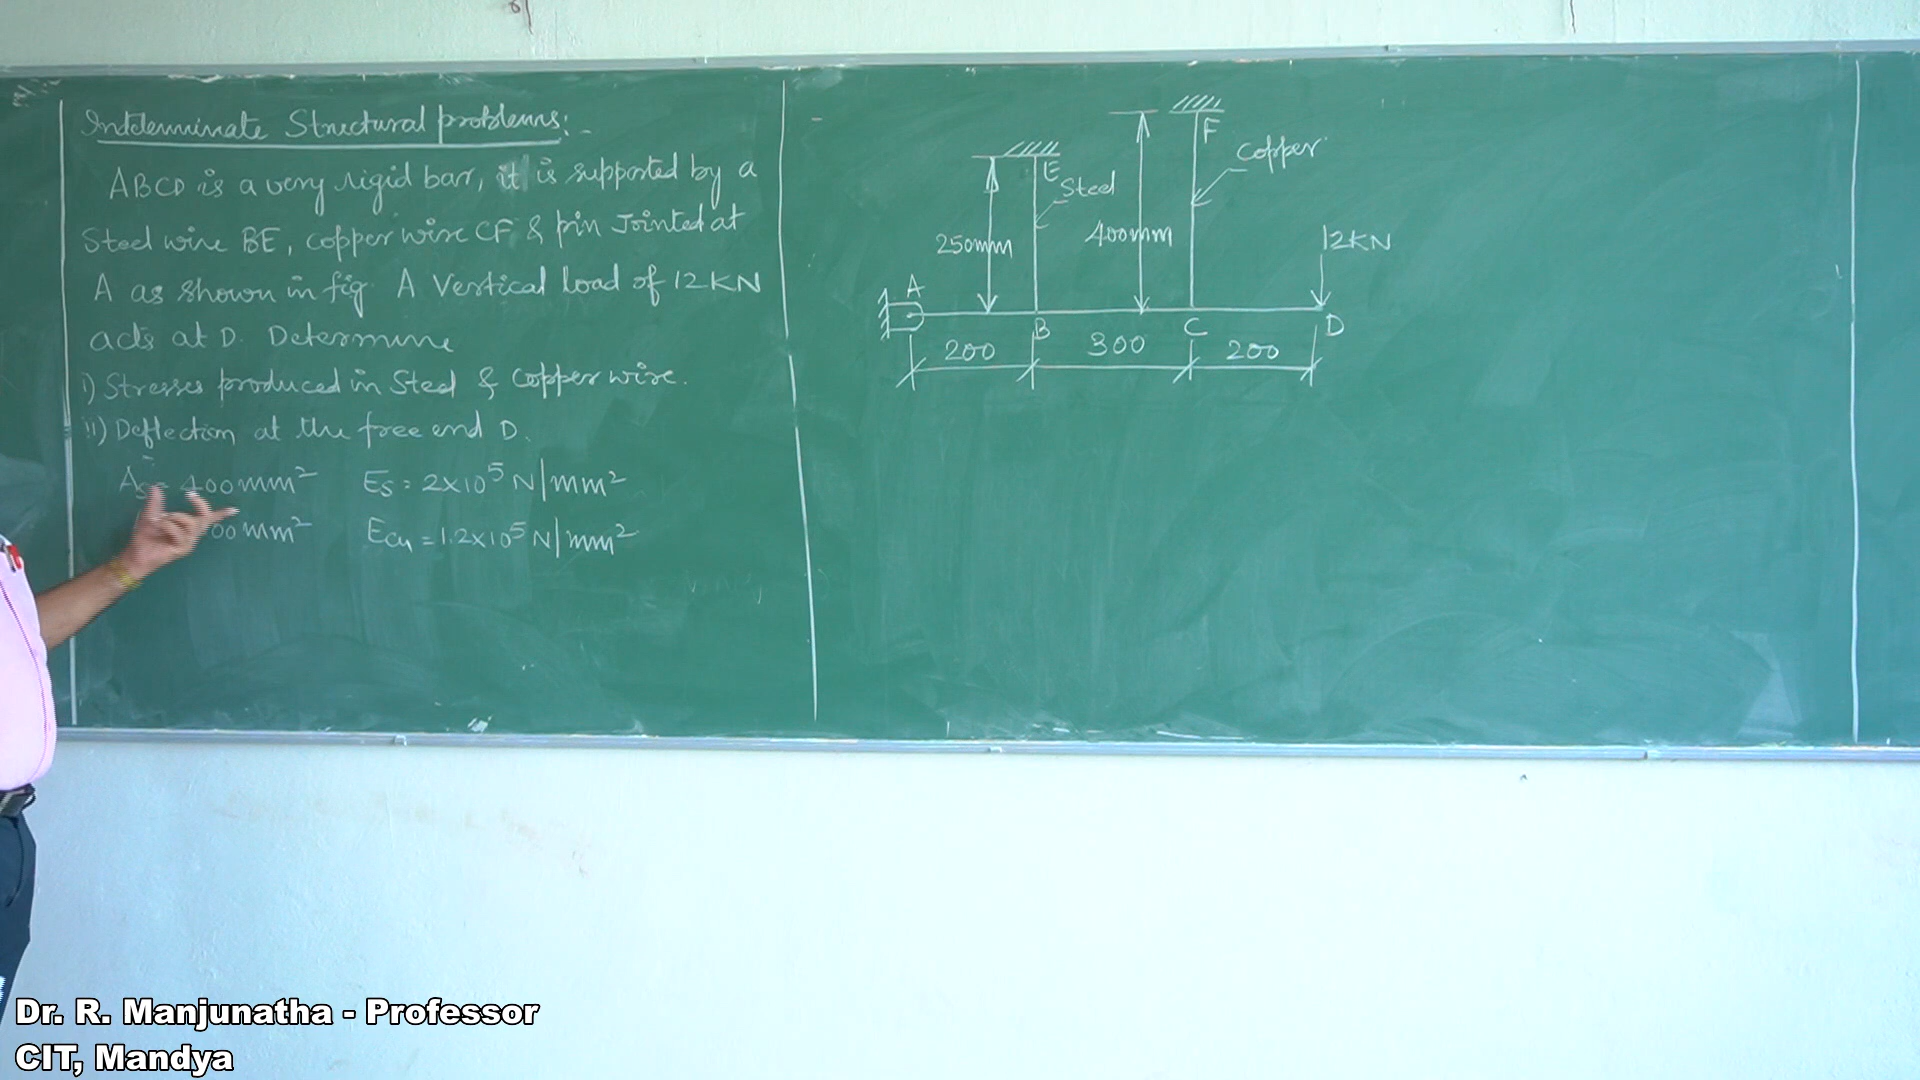 Indeterminate Structural problems:-
ABCD is a very rigid bar, it is supported by a
Steel wire BE, copper wire CF & pin Jointed at
A as shown in fig A Vertical load of 12KN
acts at D. Determine
i) Stresses produced in Steel & Copper wire.
ii) Deflection at the free end D.
As = 400mm² Es = 2x10⁵ N/mm²
00mm² Ecu = 1.2x10⁵ N/mm²
F
Copper
E
Steel
250mm
400mm
12KN
A
B
C
D
200
300
200
Dr. R. Manjunatha - Professor
CIT, Mandya